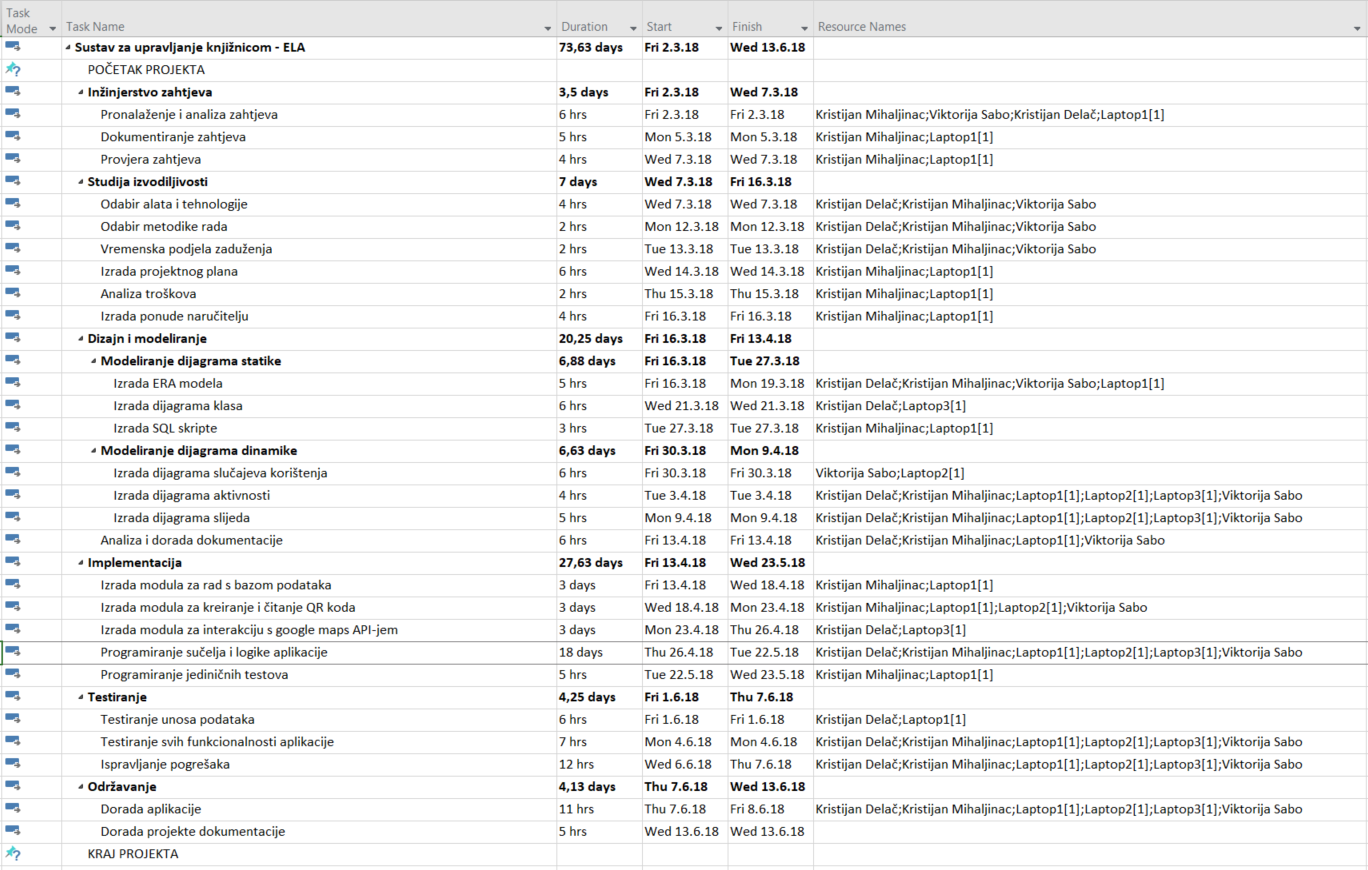 Task Mode Task Name Duration Start Finish Resource Names
Sustav za upravljanje knjižnicom - ELA 73,63 days Fri 2.3.18 Wed 13.6.18
POČETAK PROJEKTA
Inžinjerstvo zahtjeva 3,5 days Fri 2.3.18 Wed 7.3.18
Pronalaženje i analiza zahtjeva 6 hrs Fri 2.3.18 Fri 2.3.18 Kristijan Mihaljinac;Viktorija Sabo;Kristijan Delač;Laptop1[1]
Dokumentiranje zahtjeva 5 hrs Mon 5.3.18 Mon 5.3.18 Kristijan Mihaljinac;Laptop1[1]
Provjera zahtjeva 4 hrs Wed 7.3.18 Wed 7.3.18 Kristijan Mihaljinac;Laptop1[1]
Studija izvodiljivosti 7 days Wed 7.3.18 Fri 16.3.18
Odabir alata i tehnologije 4 hrs Wed 7.3.18 Wed 7.3.18 Kristijan Delač;Kristijan Mihaljinac;Viktorija Sabo
Odabir metodike rada 2 hrs Mon 12.3.18 Mon 12.3.18 Kristijan Delač;Kristijan Mihaljinac;Viktorija Sabo
Vremenska podjela zaduženja 2 hrs Tue 13.3.18 Tue 13.3.18 Kristijan Delač;Kristijan Mihaljinac;Viktorija Sabo
Izrada projektnog plana 6 hrs Wed 14.3.18 Wed 14.3.18 Kristijan Mihaljinac;Laptop1[1]
Analiza troškova 2 hrs Thu 15.3.18 Thu 15.3.18 Kristijan Mihaljinac;Laptop1[1]
Izrada ponude naručitelju 4 hrs Fri 16.3.18 Fri 16.3.18 Kristijan Mihaljinac;Laptop1[1]
Dizajn i modeliranje 20,25 days Fri 16.3.18 Fri 13.4.18
Modeliranje dijagrama statike 6,88 days Fri 16.3.18 Tue 27.3.18
Izrada ERA modela 5 hrs Fri 16.3.18 Mon 19.3.18 Kristijan Delač;Kristijan Mihaljinac;Viktorija Sabo;Laptop1[1]
Izrada dijagrama klasa 6 hrs Wed 21.3.18 Wed 21.3.18 Kristijan Delač;Laptop3[1]
Izrada SQL skripte 3 hrs Tue 27.3.18 Tue 27.3.18 Kristijan Mihaljinac;Laptop1[1]
Modeliranje dijagrama dinamike 6,63 days Fri 30.3.18 Mon 9.4.18
Izrada dijagrama slučajeva korištenja 6 hrs Fri 30.3.18 Fri 30.3.18 Viktorija Sabo;Laptop2[1]
Izrada dijagrama aktivnosti 4 hrs Tue 3.4.18 Tue 3.4.18 Kristijan Delač;Kristijan Mihaljinac;Laptop1[1];Laptop2[1];Laptop3[1];Viktorija Sabo
Izrada dijagrama slijeda 5 hrs Mon 9.4.18 Mon 9.4.18 Kristijan Delač;Kristijan Mihaljinac;Laptop1[1];Laptop2[1];Laptop3[1];Viktorija Sabo
Analiza i dorada dokumentacije 6 hrs Fri 13.4.18 Fri 13.4.18 Kristijan Delač;Kristijan Mihaljinac;Laptop1[1];Viktorija Sabo
Implementacija 27,63 days Fri 13.4.18 Wed 23.5.18
Izrada modula za rad s bazom podataka 3 days Fri 13.4.18 Wed 18.4.18 Kristijan Mihaljinac;Laptop1[1]
Izrada modula za kreiranje i čitanje QR koda 3 days Wed 18.4.18 Mon 23.4.18 Kristijan Mihaljinac;Laptop1[1];Laptop2[1];Viktorija Sabo
Izrada modula za interakciju s google maps API-jem 3 days Mon 23.4.18 Thu 26.4.18 Kristijan Delač;Laptop3[1]
Programiranje sučelja i logike aplikacije 18 days Thu 26.4.18 Tue 22.5.18 Kristijan Delač;Kristijan Mihaljinac;Laptop1[1];Laptop2[1];Laptop3[1];Viktorija Sabo
Programiranje jediničnih testova 5 hrs Tue 22.5.18 Wed 23.5.18 Kristijan Mihaljinac;Laptop1[1]
Testiranje 4,25 days Fri 1.6.18 Thu 7.6.18
Testiranje unosa podataka 6 hrs Fri 1.6.18 Fri 1.6.18 Kristijan Delač;Laptop1[1]
Testiranje svih funkcionalnosti aplikacije 7 hrs Mon 4.6.18 Mon 4.6.18 Kristijan Delač;Kristijan Mihaljinac;Laptop1[1];Laptop2[1];Laptop3[1];Viktorija Sabo
Ispravljanje pogrešaka 12 hrs Wed 6.6.18 Thu 7.6.18 Kristijan Delač;Kristijan Mihaljinac;Laptop1[1];Laptop2[1];Laptop3[1];Viktorija Sabo
Održavanje 4,13 days Thu 7.6.18 Wed 13.6.18
Dorada aplikacije 11 hrs Thu 7.6.18 Fri 8.6.18 Kristijan Delač;Kristijan Mihaljinac;Laptop1[1];Laptop2[1];Laptop3[1];Viktorija Sabo
Dorada projekte dokumentacije 5 hrs Wed 13.6.18 Wed 13.6.18
KRAJ PROJEKTA